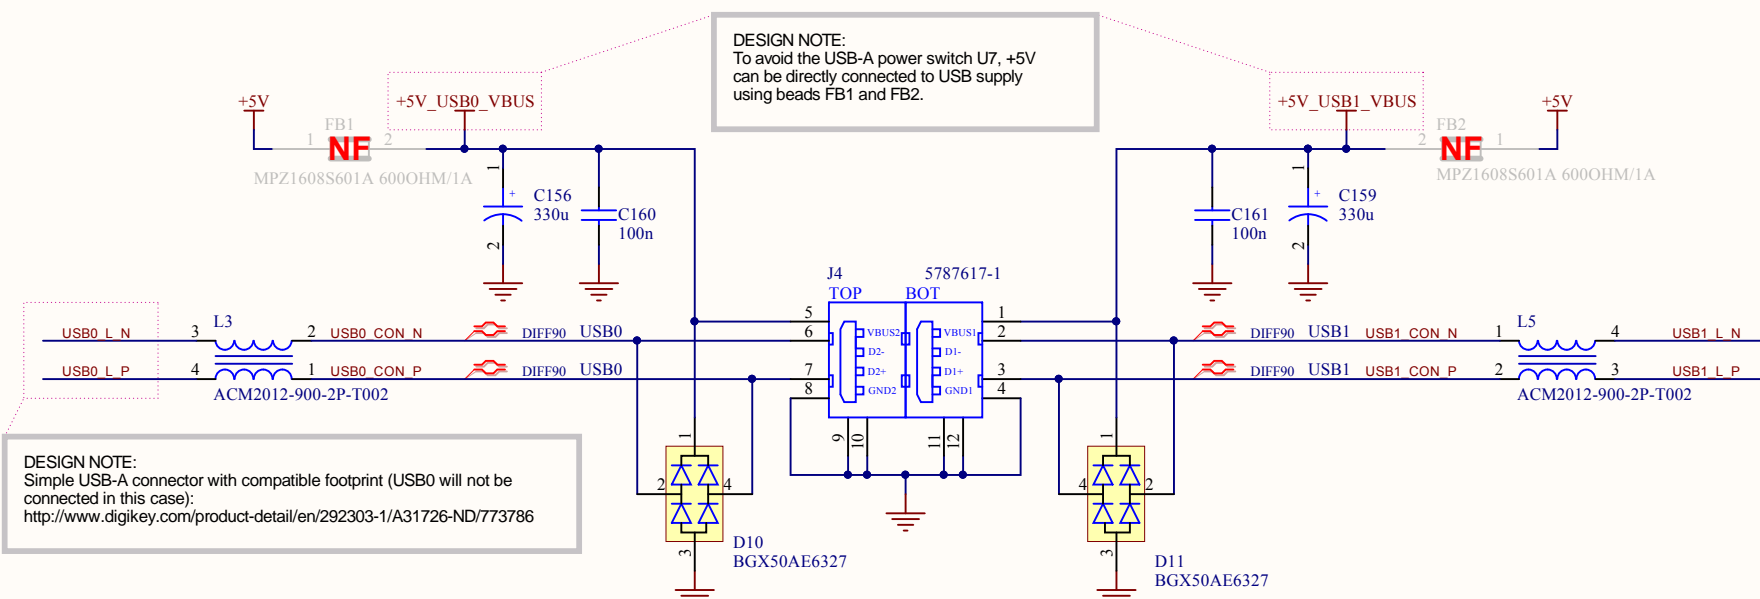 DESIGN NOTE:
To avoid the USB-A power switch U7, +5V
can be directly connected to USB supply
using beads FB1 and FB2.
+5V
+5V_USB0_VBUS
+5V_USB1_VBUS
+5V
FB1
1
NF
2
MPZ1608S601A 600OHM/1A
FB2
2
NF
1
MPZ1608S601A 600OHM/1A
1
+
C156
330u
2
C160
100n
C161
100n
1
+
C159
330u
2
J4
5787617-1
TOP
BOT
USB0_L_N
3
L3
2
USB0_CON_N
DIFF90
USB0
USB0_L_P
4
1
USB0_CON_P
DIFF90
USB0
ACM2012-900-2P-T002
5
6
7
8
VBUS2
D2-
D2+
GND2
VBUS1
D1-
D1+
GND1
1
2
3
4
9
10
11
12
DIFF90
USB1
USB1_CON_N
1
L5
4
USB1_L_N
DIFF90
USB1
USB1_CON_P
2
3
USB1_L_P
ACM2012-900-2P-T002
DESIGN NOTE:
Simple USB-A connector with compatible footprint (USB0 will not be
connected in this case):
http://www.digikey.com/product-detail/en/292303-1/A31726-ND/773786
1
2
4
3
D10
BGX50AE6327
1
4
2
3
D11
BGX50AE6327